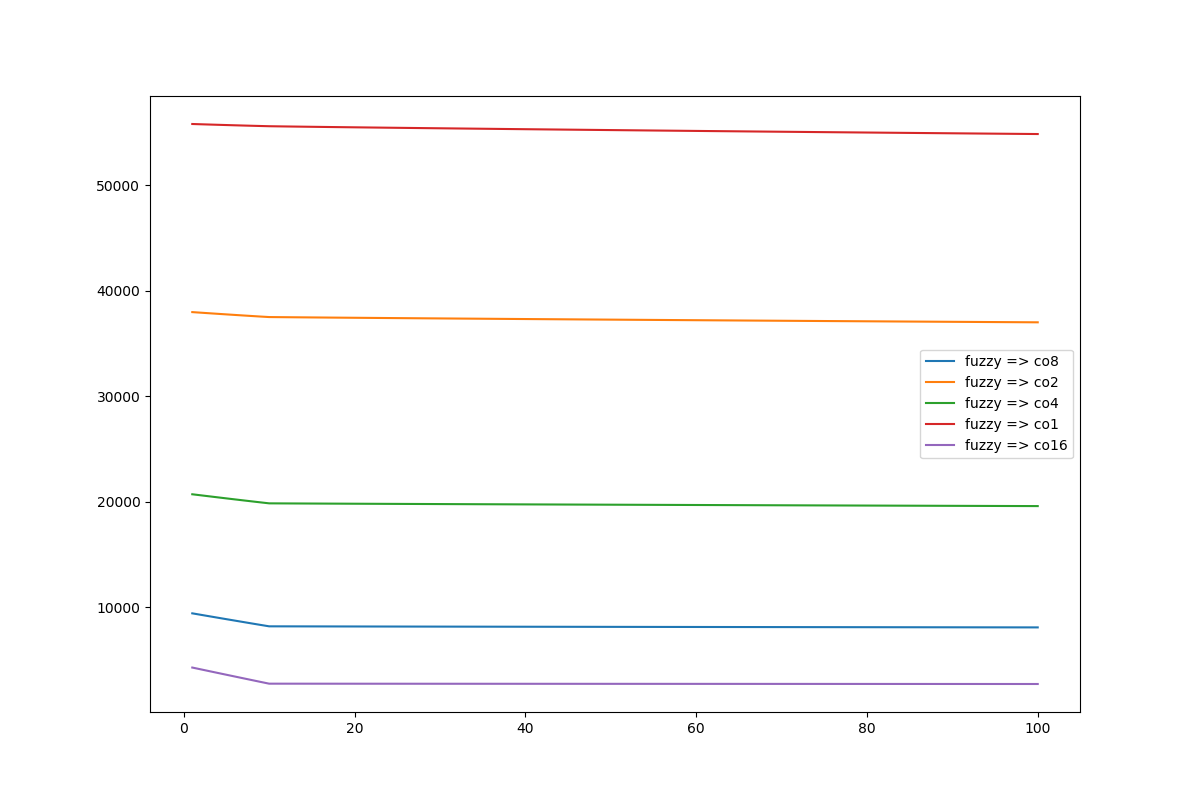 50000
40000
30000
20000
10000
0 20 40 60 80 100
fuzzy => co8
fuzzy => co2
fuzzy => co4
fuzzy => co1
fuzzy => co16